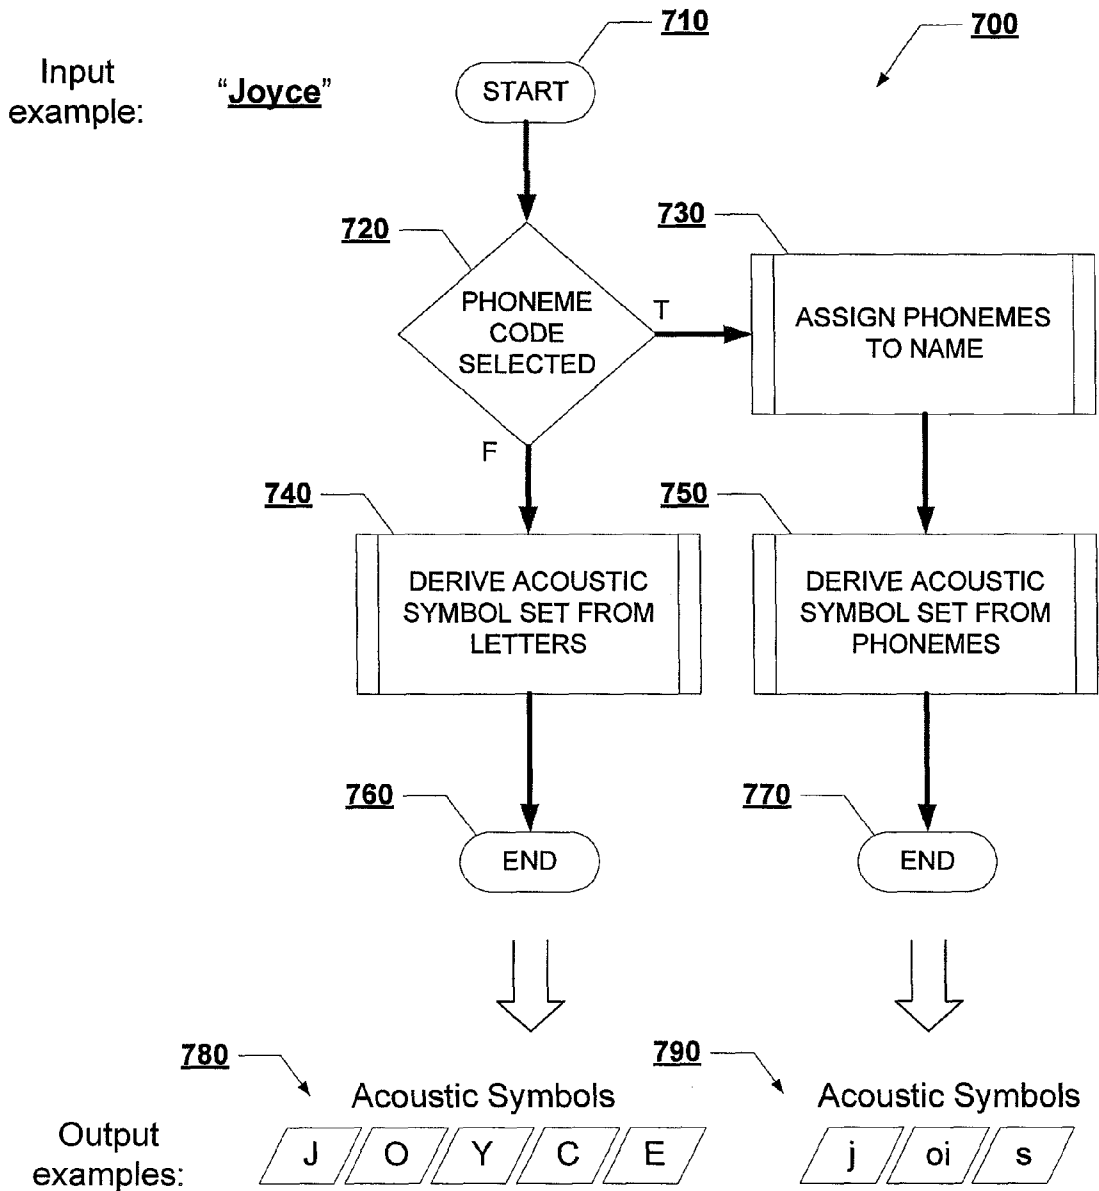 710
700
Input
example:
“Joyce”
START
720
730
PHONEME
CODE
SELECTED
T
ASSIGN PHONEMES
TO NAME
F
740
750
DERIVE ACOUSTIC
SYMBOL SET FROM
LETTERS
DERIVE ACOUSTIC
SYMBOL SET FROM
PHONEMES
760
770
END
END
780
790
Acoustic Symbols
Acoustic Symbols
Output
examples:
J O Y C E
j oi s